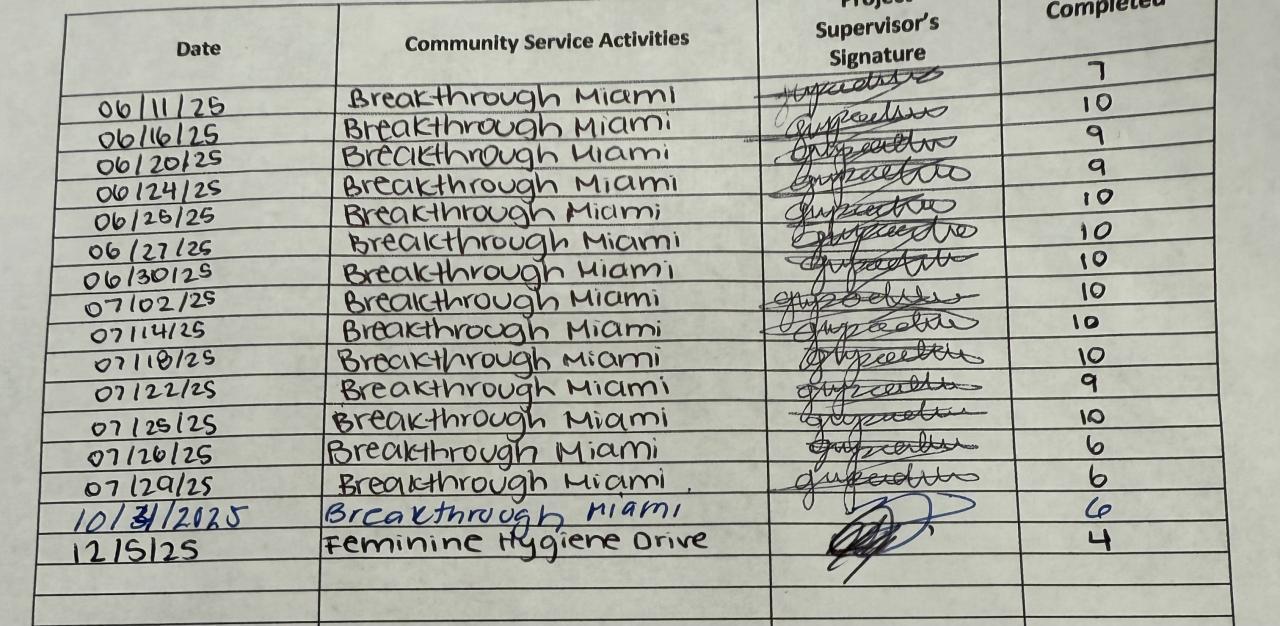 Date Community Service Activities Supervisor's Signature Completed
06/11/25 Breakthrough Miami 7
06/16/25 Breakthrough Miami 10
06/20/25 Breakthrough Miami 9
06/24/25 Breakthrough Miami 9
06/25/25 Breakthrough Miami 10
06/27/25 Breakthrough Miami 10
06/30/25 Breakthrough Miami 10
07/02/25 Breakthrough Miami 10
07/14/25 Breakthrough Miami 10
07/18/25 Breakthrough Miami 10
07/22/25 Breakthrough Miami 9
07/25/25 Breakthrough Miami 10
07/26/25 Breakthrough Miami 6
07/29/25 Breakthrough Miami 6
10/31/2025 Breakthrough Miami 6
12/5/25 Feminine Hygiene Drive 4